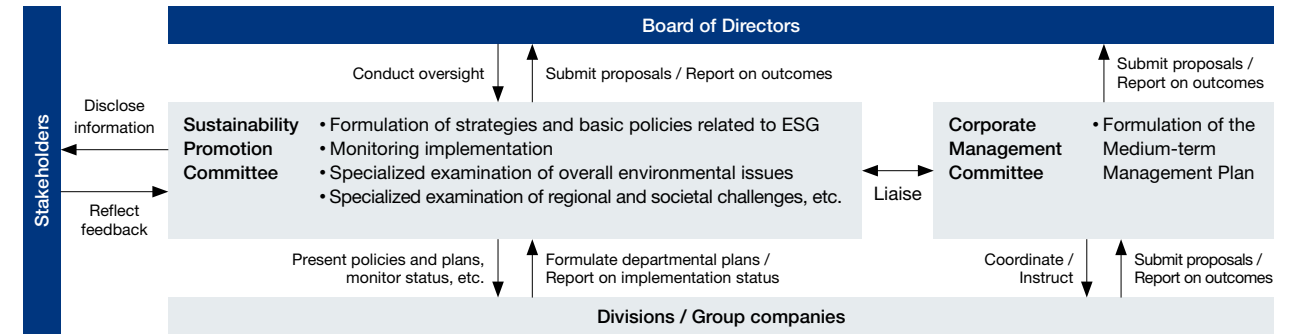 Board of Directors
Conduct oversight
Submit proposals / Report on outcomes
Submit proposals /
Report on outcomes
Stakeholders
Disclose
information
Reflect
feedback
Sustainability
Promotion
Committee
• Formulation of strategies and basic policies related to ESG
• Monitoring implementation
• Specialized examination of overall environmental issues
• Specialized examination of regional and societal challenges, etc.
Liaise
Corporate
Management
Committee
• Formulation of the
Medium-term
Management Plan
Present policies and plans,
monitor status, etc.
Formulate departmental plans /
Report on implementation status
Coordinate /
Instruct
Submit proposals /
Report on outcomes
Divisions / Group companies